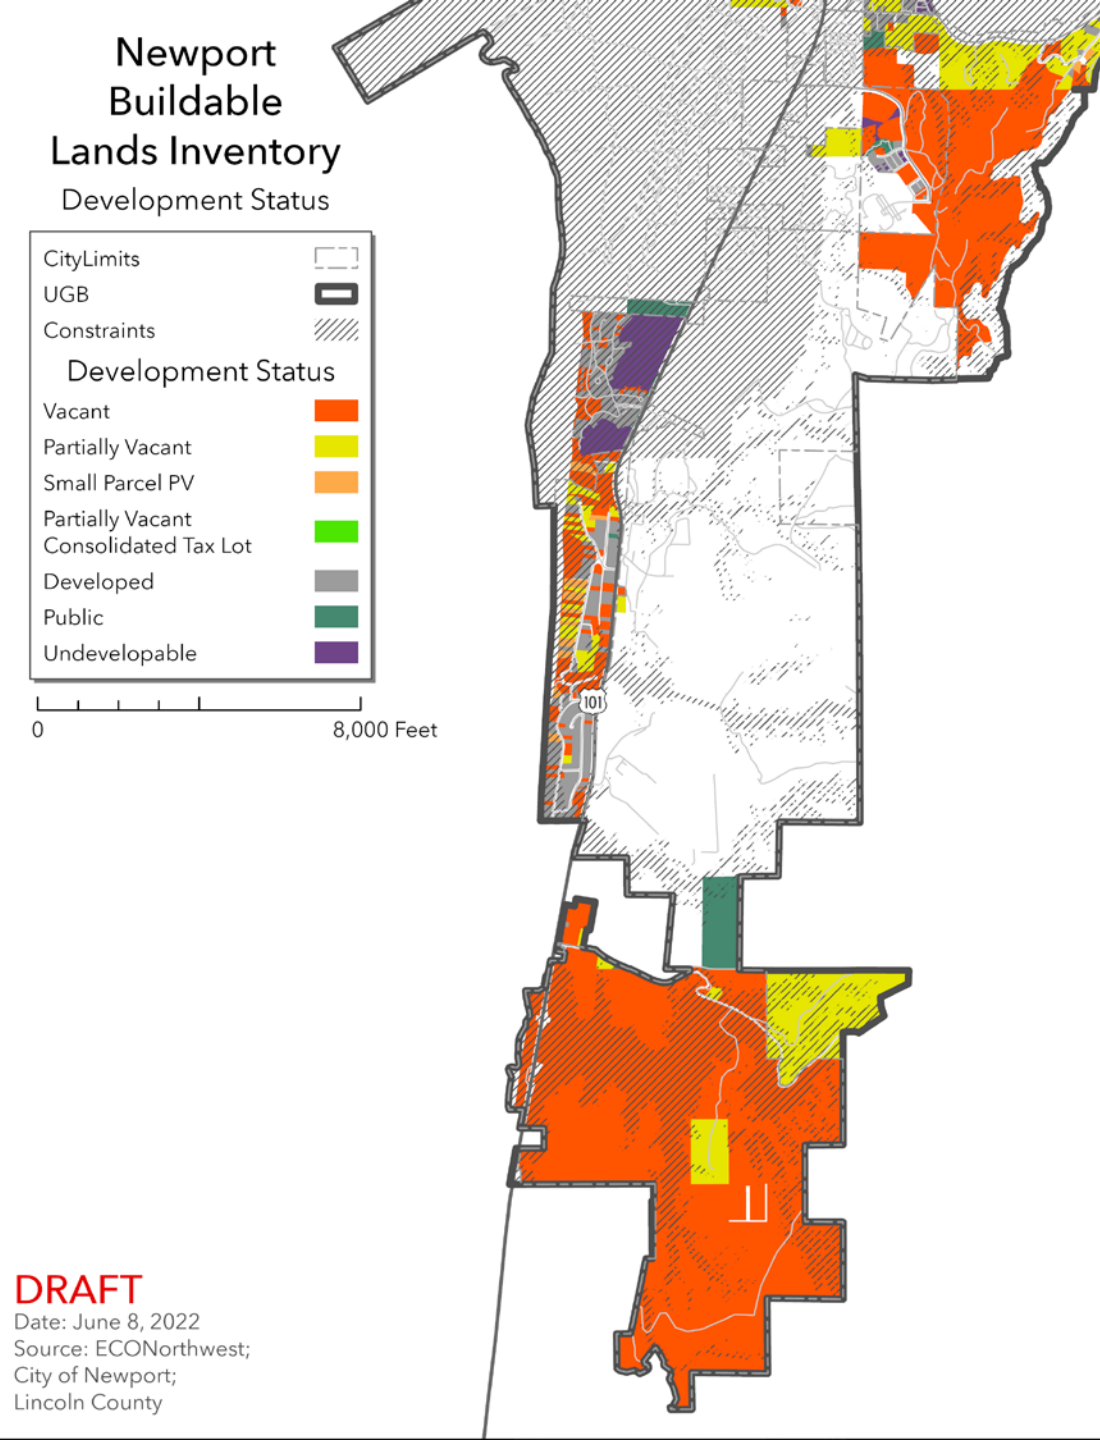 Newport
Buildable
Lands Inventory
Development Status
CityLimits
UGB
Constraints
Development Status
Vacant
Partially Vacant
Small Parcel PV
Partially Vacant
Consolidated Tax Lot
Developed
Public
Undevelopable
0 8,000 Feet
101
DRAFT
Date: June 8, 2022
Source: ECONorthwest;
City of Newport;
Lincoln County